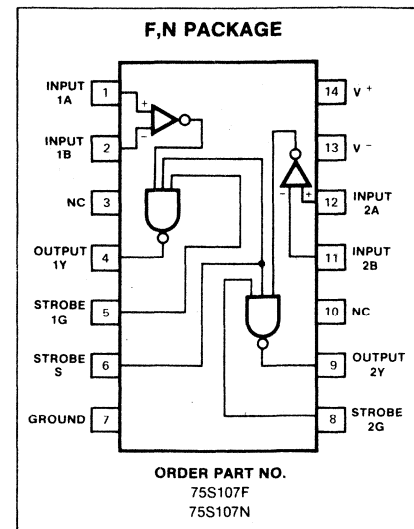 F,N PACKAGE
INPUT
1A
1
+
INPUT
1B
2
−
NC
3
OUTPUT
1Y
4
STROBE
1G
5
STROBE
S
6
GROUND
7
14
V +
13
V −
− +
12
INPUT
2A
11
INPUT
2B
10
NC
9
OUTPUT
2Y
8
STROBE
2G
ORDER PART NO.
75S107F
75S107N